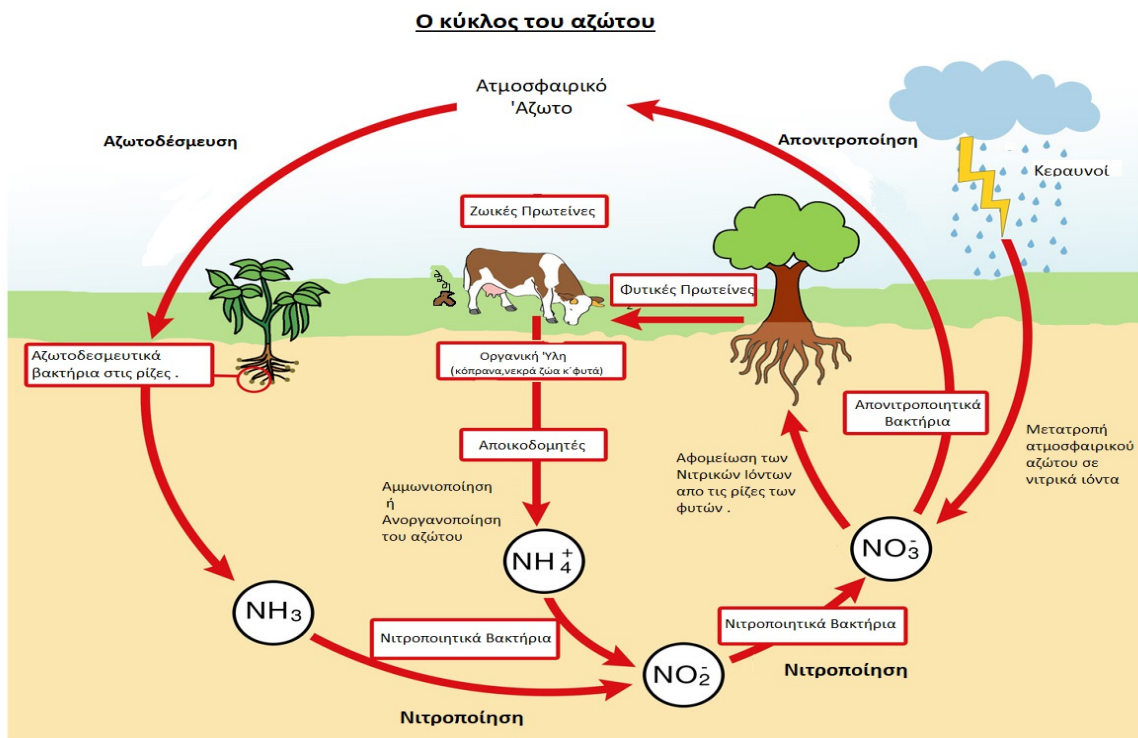 Ο κύκλος του αζώτου
Ατμοσφαιρικό
'Αζωτο
Αζωτοδέσμευση
Απονιτροποίηση
Κεραυνοί
Ζωικές Πρωτείνες
Φυτικές Πρωτείνες
Αζωτοδεσμευτικά
βακτήρια στις ρίζες .
Οργανική 'Υλη
(κόπρανα,νεκρά ζώα κ΄φυτά)
Αποικοδομητές
Απονιτροποιητικά
Βακτήρια
Μετατροπή
ατμοσφαιρικού
αζώτου σε
νιτρικά ιόντα
Αφομείωση των
Νιτρικών Ιόντων
απο τις ρίζες των
φυτών .
Αμμωνιοποίηση
ή
Ανοργανοποίηση
του αζώτου
NH₄⁺
NO₃⁻
NH₃
Νιτροποιητικά Βακτήρια
Νιτροποιητικά Βακτήρια
NO₂⁻
Νιτροποίηση
Νιτροποίηση